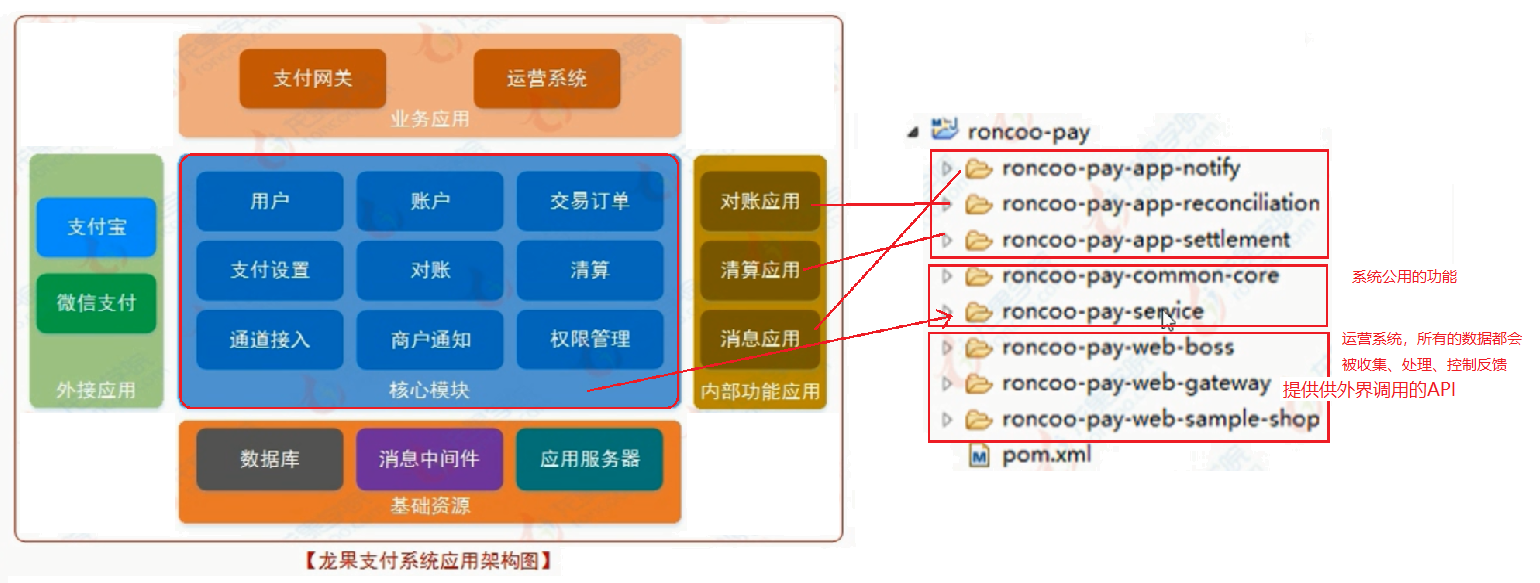 支付网关
运营系统
业务应用
支付宝
微信支付
外接应用
用户
账户
交易订单
支付设置
对账
清算
通道接入
商户通知
权限管理
核心模块
对账应用
清算应用
消息应用
内部功能应用
数据库
消息中间件
应用服务器
基础资源
【龙果支付系统应用架构图】
roncoo-pay
roncoo-pay-app-notify
roncoo-pay-app-reconciliation
roncoo-pay-app-settlement
roncoo-pay-common-core
系统公用的功能
roncoo-pay-service
roncoo-pay-web-boss
运营系统，所有的数据都会
被收集、处理、控制反馈
roncoo-pay-web-gateway
提供供外界调用的API
roncoo-pay-web-sample-shop
pom.xml